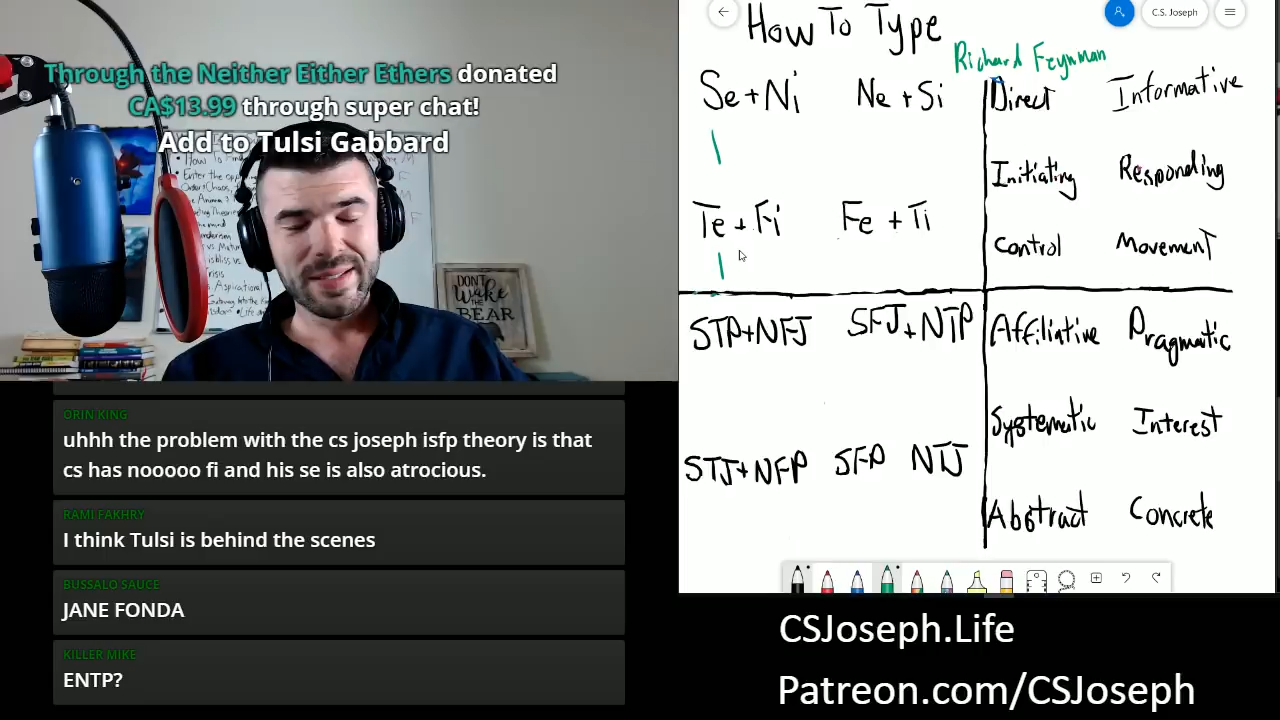 Through the Neither Either Ethers donated
CA$13.99 through super chat!
Add to Tulsi Gabbard
DON'T
Wake
THE
BEAR
ORIN KING
uhhh the problem with the cs joseph isfp theory is that
cs has nooooo fi and his se is also atrocious.
RAMI FAKHRY
I think Tulsi is behind the scenes
BUSSALO SAUCE
JANE FONDA
KILLER MIKE
ENTP?
How To Type
C.S. Joseph
Richard Feynman
Se + Ni Ne + Si Direct Informative
Initiating Responding
Te + Fi Fe + Ti Control Movement
STP+NFJ SFJ+NTP Affiliative Pragmatic
Systematic Interest
STJ+NFP SFP NTJ
Abstract Concrete
CSJoseph.Life
Patreon.com/CSJoseph